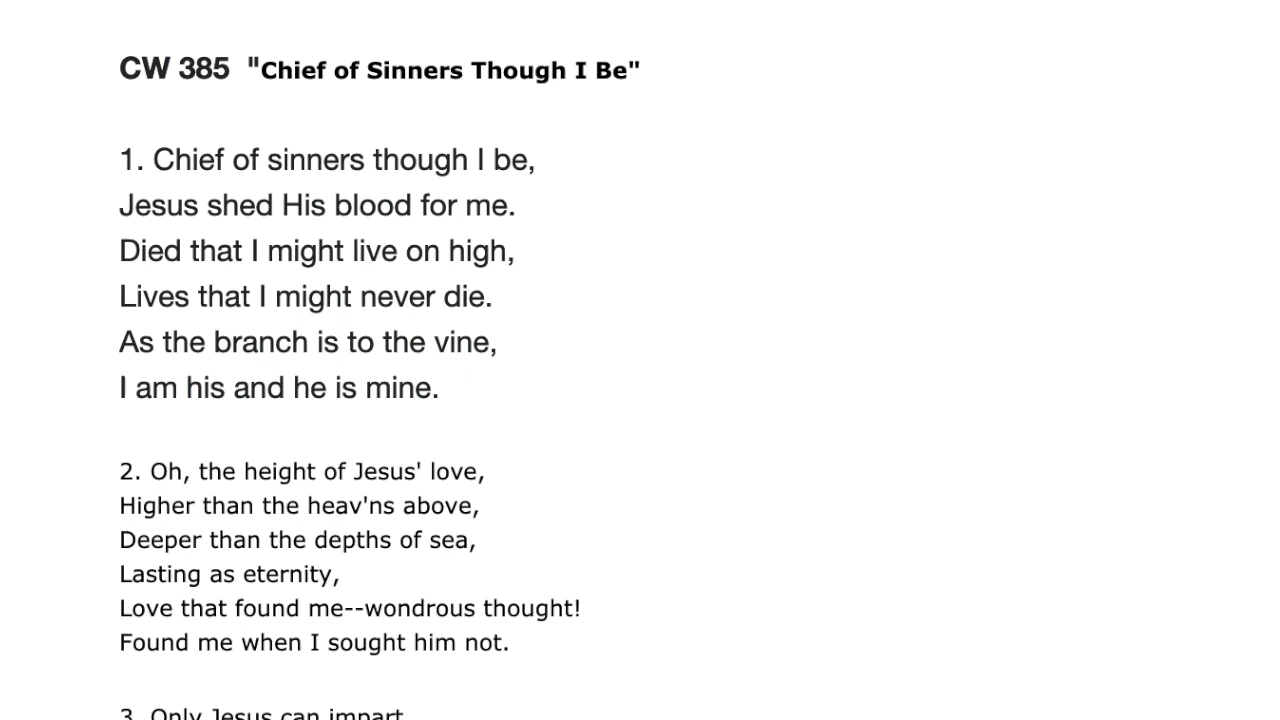 CW 385 "Chief of Sinners Though I Be"
1. Chief of sinners though I be,
Jesus shed His blood for me.
Died that I might live on high,
Lives that I might never die.
As the branch is to the vine,
I am his and he is mine.
2. Oh, the height of Jesus' love,
Higher than the heav'ns above,
Deeper than the depths of sea,
Lasting as eternity,
Love that found me--wondrous thought!
Found me when I sought him not.
3. Only Jesus can impart